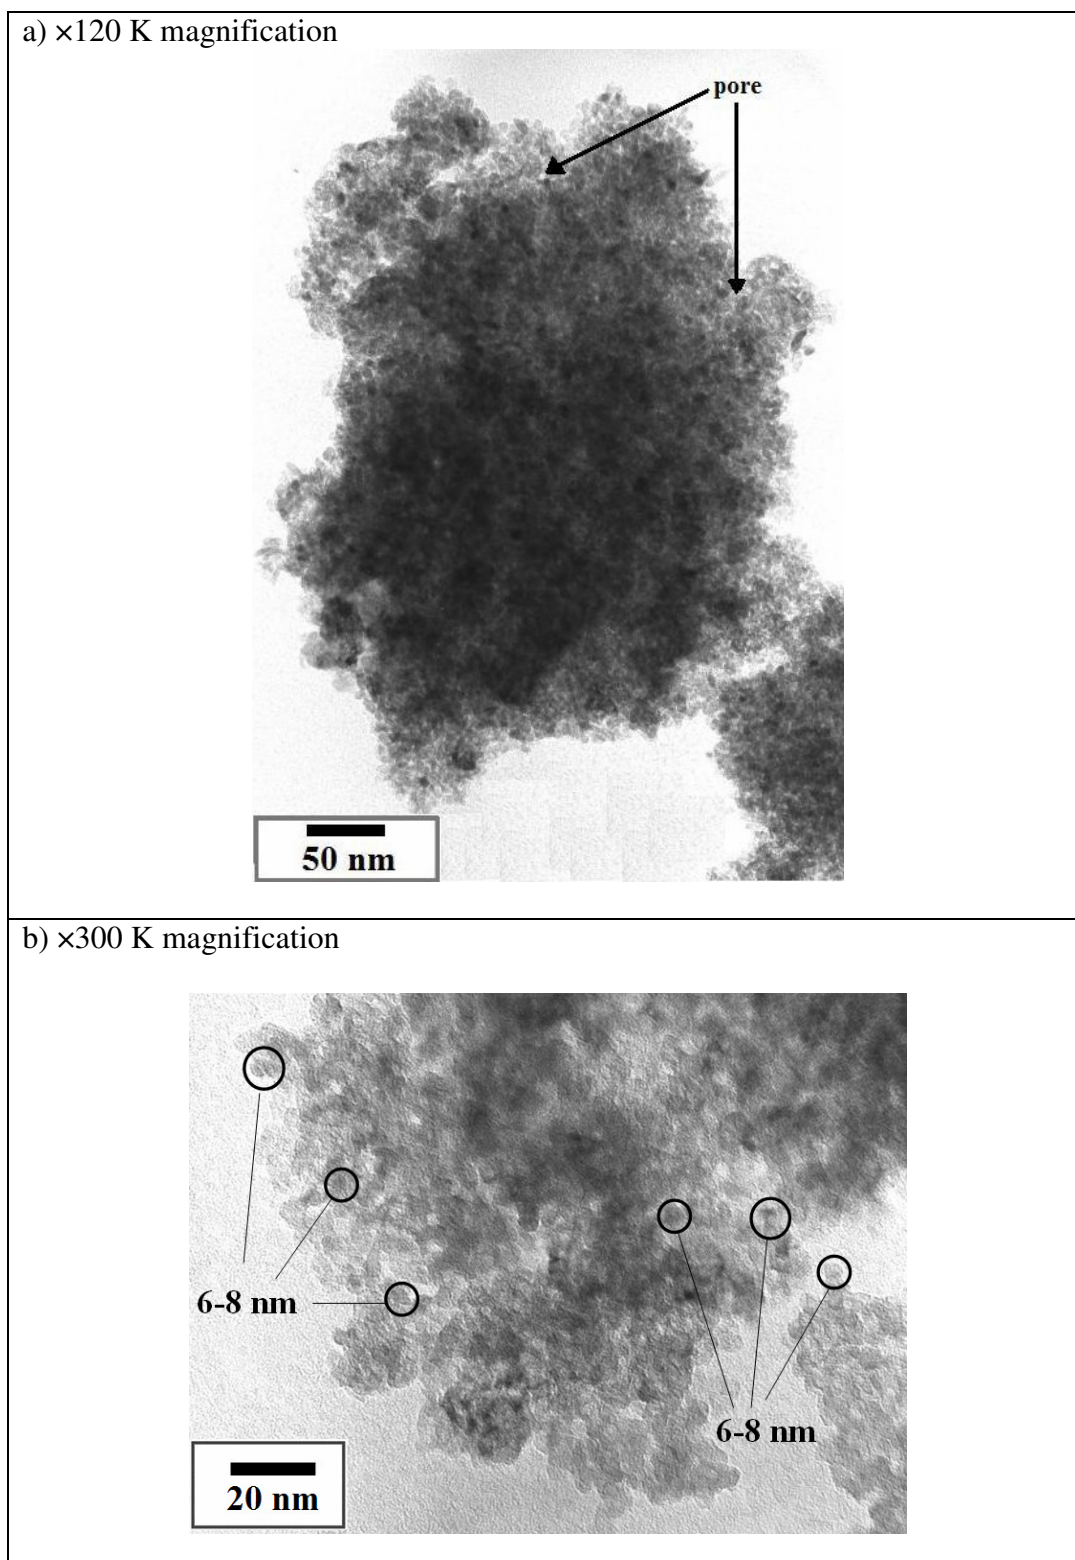 a) ×120 K magnification
pore
50 nm
b) ×300 K magnification
6-8 nm
6-8 nm
20 nm